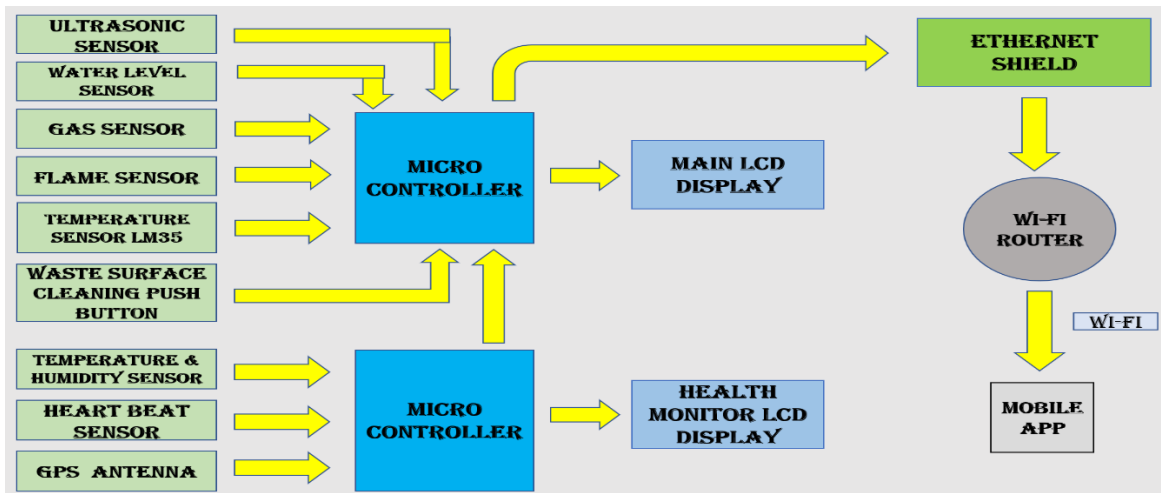 ULTRASONIC
SENSOR
WATER LEVEL
SENSOR
GAS SENSOR
FLAME SENSOR
TEMPERATURE
SENSOR LM35
WASTE SURFACE
CLEANING PUSH
BUTTON
TEMPERATURE &
HUMIDITY SENSOR
HEART BEAT
SENSOR
GPS ANTENNA
MICRO
CONTROLLER
MICRO
CONTROLLER
MAIN LCD
DISPLAY
HEALTH
MONITOR LCD
DISPLAY
ETHERNET
SHIELD
WI-FI
ROUTER
WI-FI
MOBILE
APP